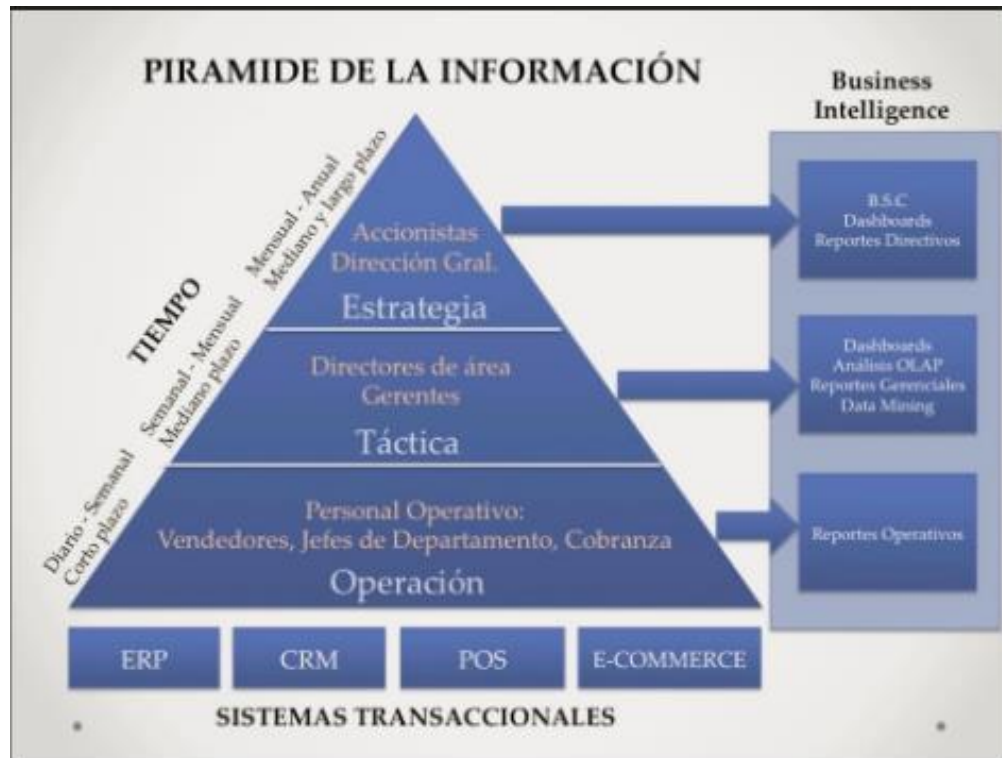 PIRAMIDE DE LA INFORMACIÓN
Business
Intelligence
TIEMPO
Mensual - Anual
Mediano y largo plazo
Semanal - Mensual
Mediano plazo
Diario - Semanal
Corto plazo
Accionistas
Dirección Gral.
Estrategia
Directores de área
Gerentes
Táctica
Personal Operativo:
Vendedores, Jefes de Departamento, Cobranza
Operación
B.S.C
Dashboards
Reportes Directivos
Dashboards
Análisis OLAP
Reportes Gerenciales
Data Mining
Reportes Operativos
ERP
CRM
POS
E-COMMERCE
SISTEMAS TRANSACCIONALES